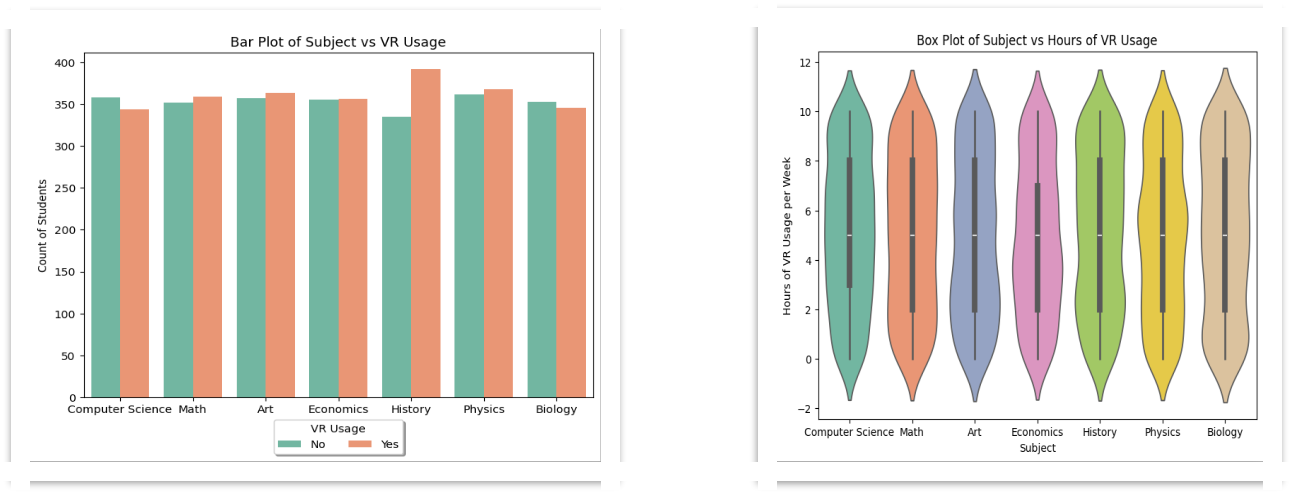 Bar Plot of Subject vs VR Usage
400
350
300
250
200
150
100
50
0
Count of Students
Computer Science Math Art Economics History Physics Biology
VR Usage
No Yes
Box Plot of Subject vs Hours of VR Usage
12
10
8
6
4
2
0
−2
Hours of VR Usage per Week
Computer Science Math Art Economics History Physics Biology
Subject